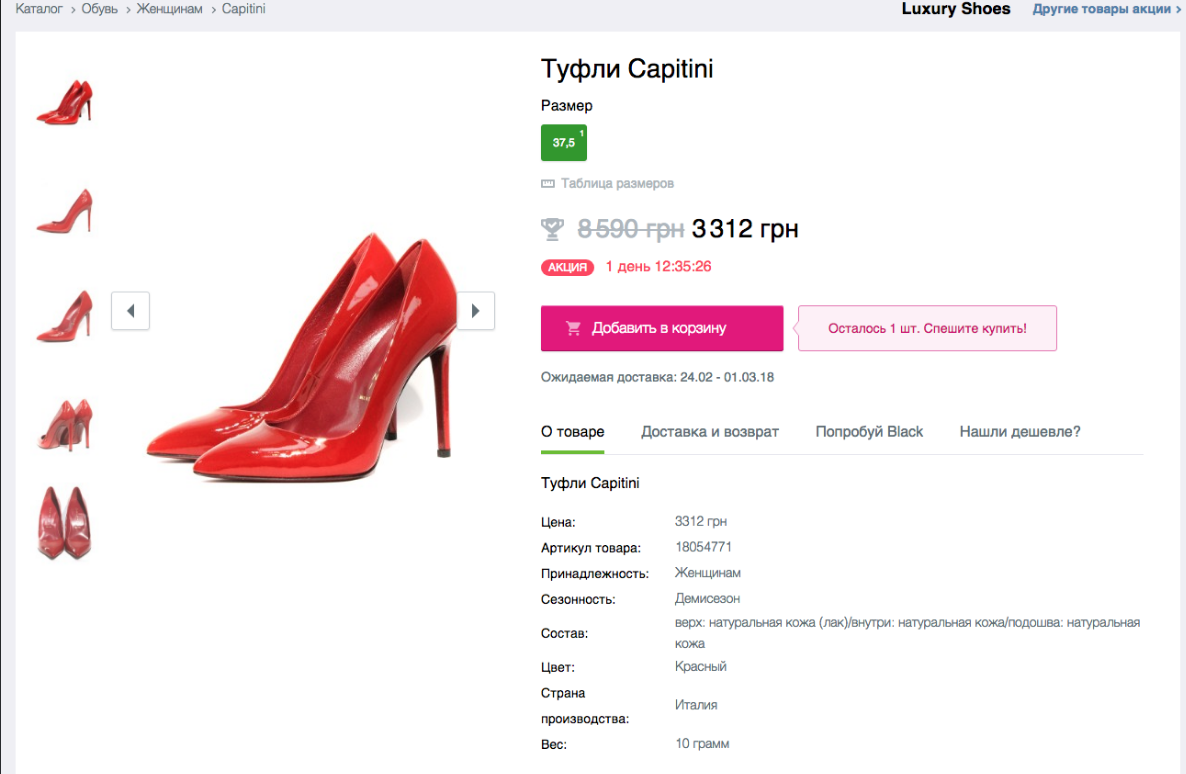 Каталог > Обувь > Женщинам > Capitini
Luxury Shoes
Другие товары акции >
Туфли Capitini
Размер
37,5 1
Таблица размеров
8 590 грн 3 312 грн
АКЦИЯ 1 день 12:35:26
Добавить в корзину
Осталось 1 шт. Спешите купить!
Ожидаемая доставка: 24.02 - 01.03.18
О товаре Доставка и возврат Попробуй Black Нашли дешевле?
Туфли Capitini
Цена: 3312 грн
Артикул товара: 18054771
Принадлежность: Женщинам
Сезонность: Демисезон
Состав: верх: натуральная кожа (лак)/внутри: натуральная кожа/подошва: натуральная
кожа
Цвет: Красный
Страна
производства: Италия
Вес: 10 грамм